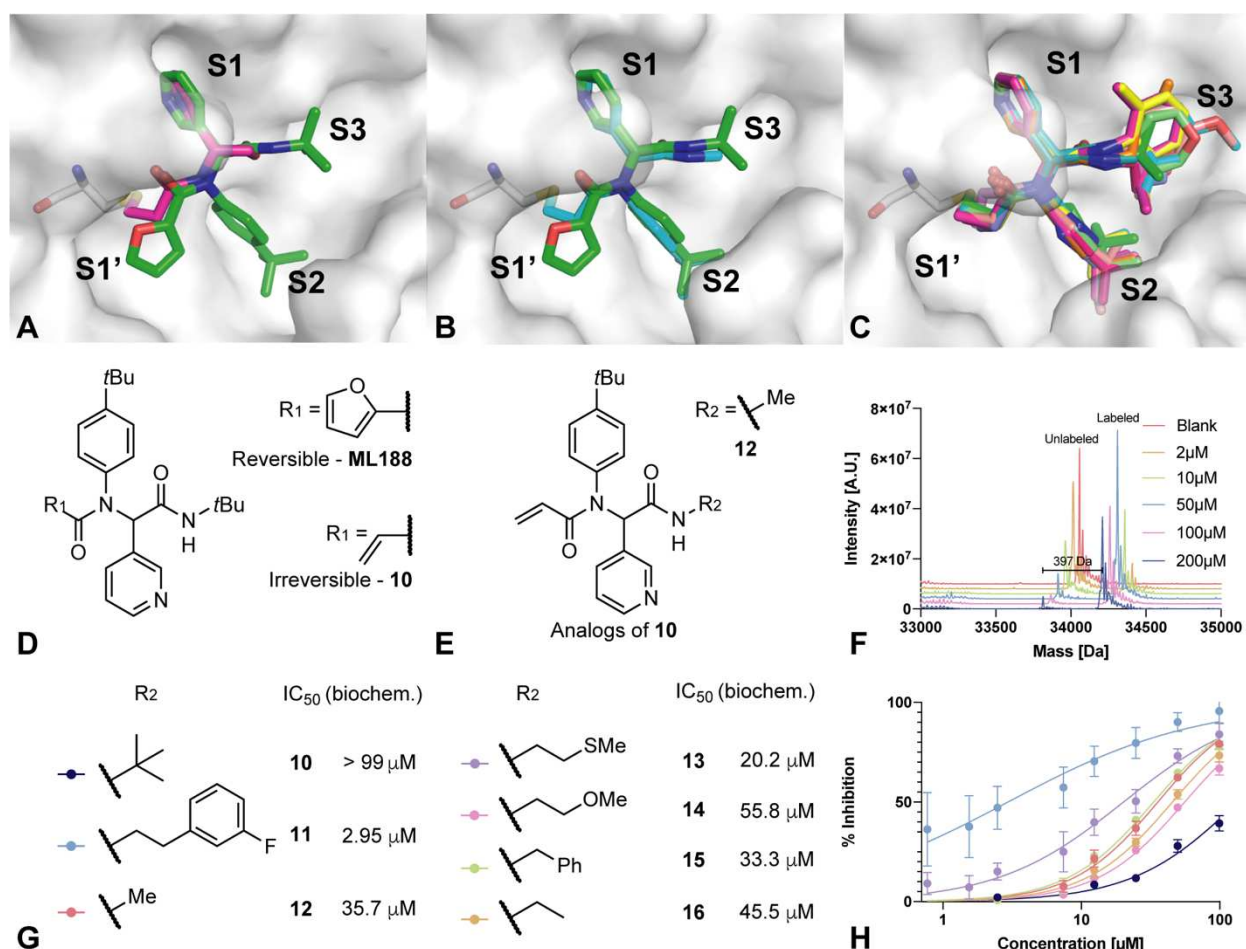 S1
S3
S1'
S2
A
S1
S3
S1'
S2
B
S1
S3
S1'
S2
C
tBu
R1
O
N
O
N
H
tBu
N
R1 =
O
Reversible - ML188
R1 =
Irreversible - 10
D
tBu
O
N
O
N
H
R2
N
Analogs of 10
R2 =
Me
12
E
8×10⁷
6×10⁷
4×10⁷
2×10⁷
0
Intensity [A.U.]
Unlabeled
Labeled
397 Da
Blank
2µM
10µM
50µM
100µM
200µM
33000 33500 34000 34500 35000
Mass [Da]
F
R2 IC50 (biochem.)
10 > 99 µM
F
11 2.95 µM
Me
12 35.7 µM
G
R2 IC50 (biochem.)
SMe
13 20.2 µM
OMe
14 55.8 µM
Ph
15 33.3 µM
16 45.5 µM
100
50
0
% Inhibition
1 10 100
Concentration [µM]
H